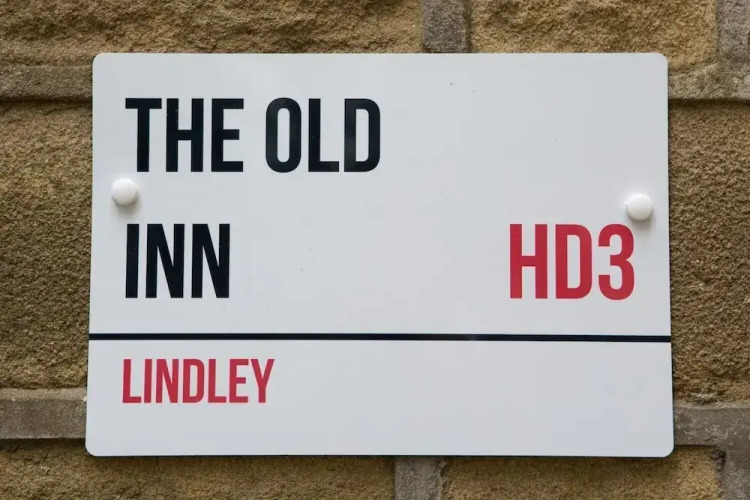 THE OLD
INN HD3
LINDLEY